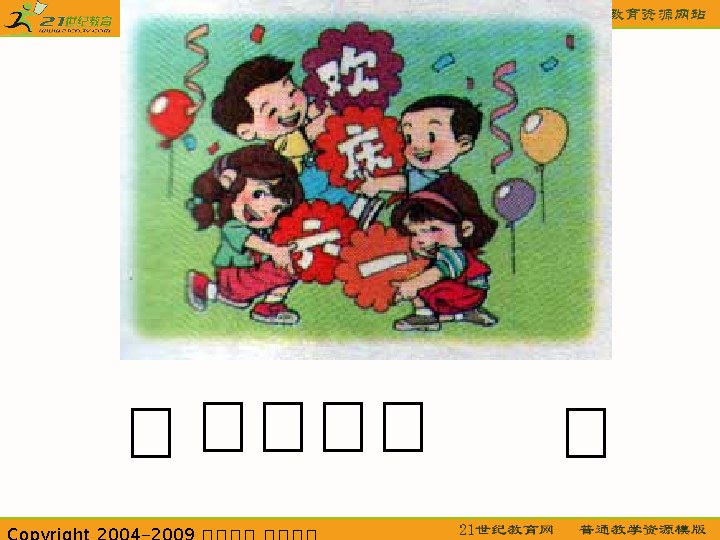 21世纪教育
www.21cnjy.com
教育资源网站
欢
庆
六
一
21世纪教育网 普通教学资源模版
Copyright 2004-2009